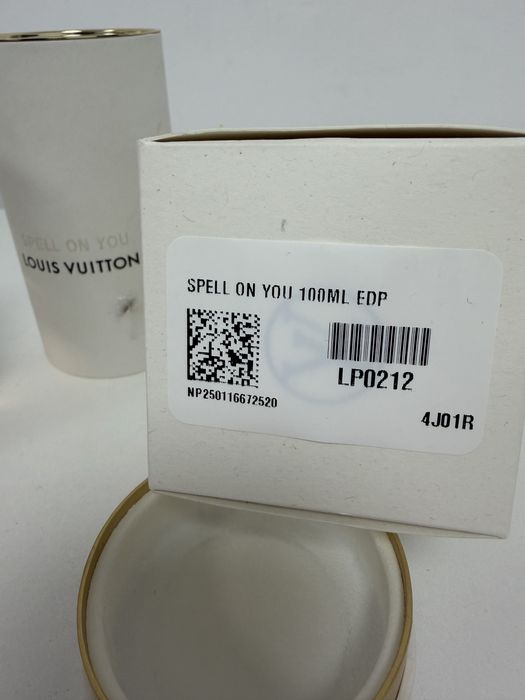 SPELL ON YOU
LOUIS VUITTON
SPELL ON YOU 100ML EDP
LP0212
NP250116672520
4J01R